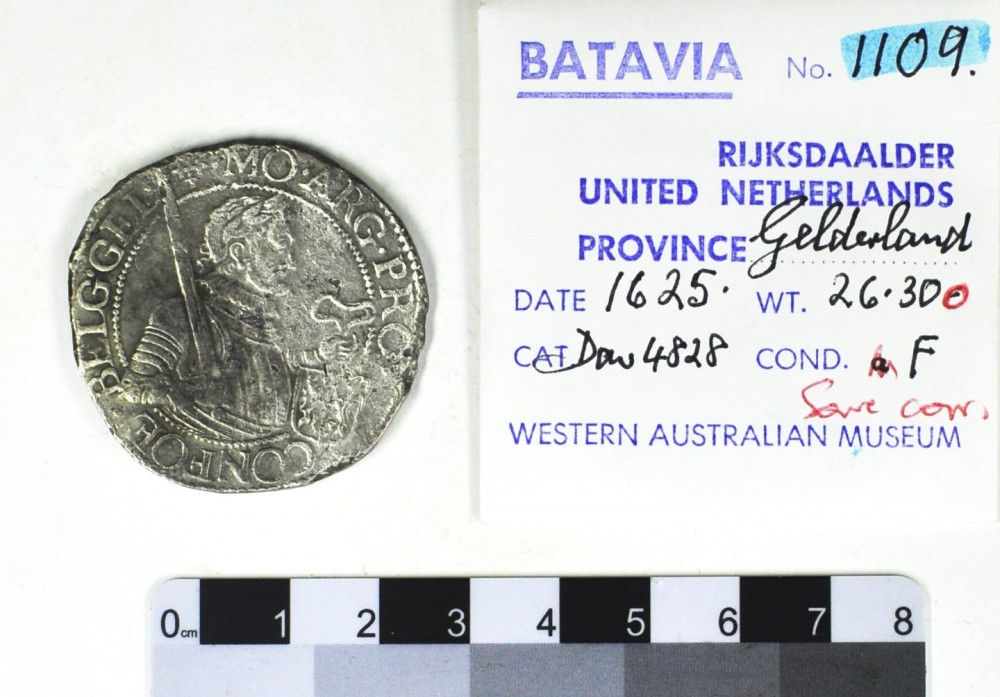 MO·ARG·PRO
CONFOE
BELG·GEL
BATAVIA No. 1109.
RIJKSDAALDER
UNITED NETHERLANDS
PROVINCE Gelderland
DATE 1625. WT. 26.300
CAT Dav 4828 COND. F
Some corr.
WESTERN AUSTRALIAN MUSEUM
0cm 1 2 3 4 5 6 7 8